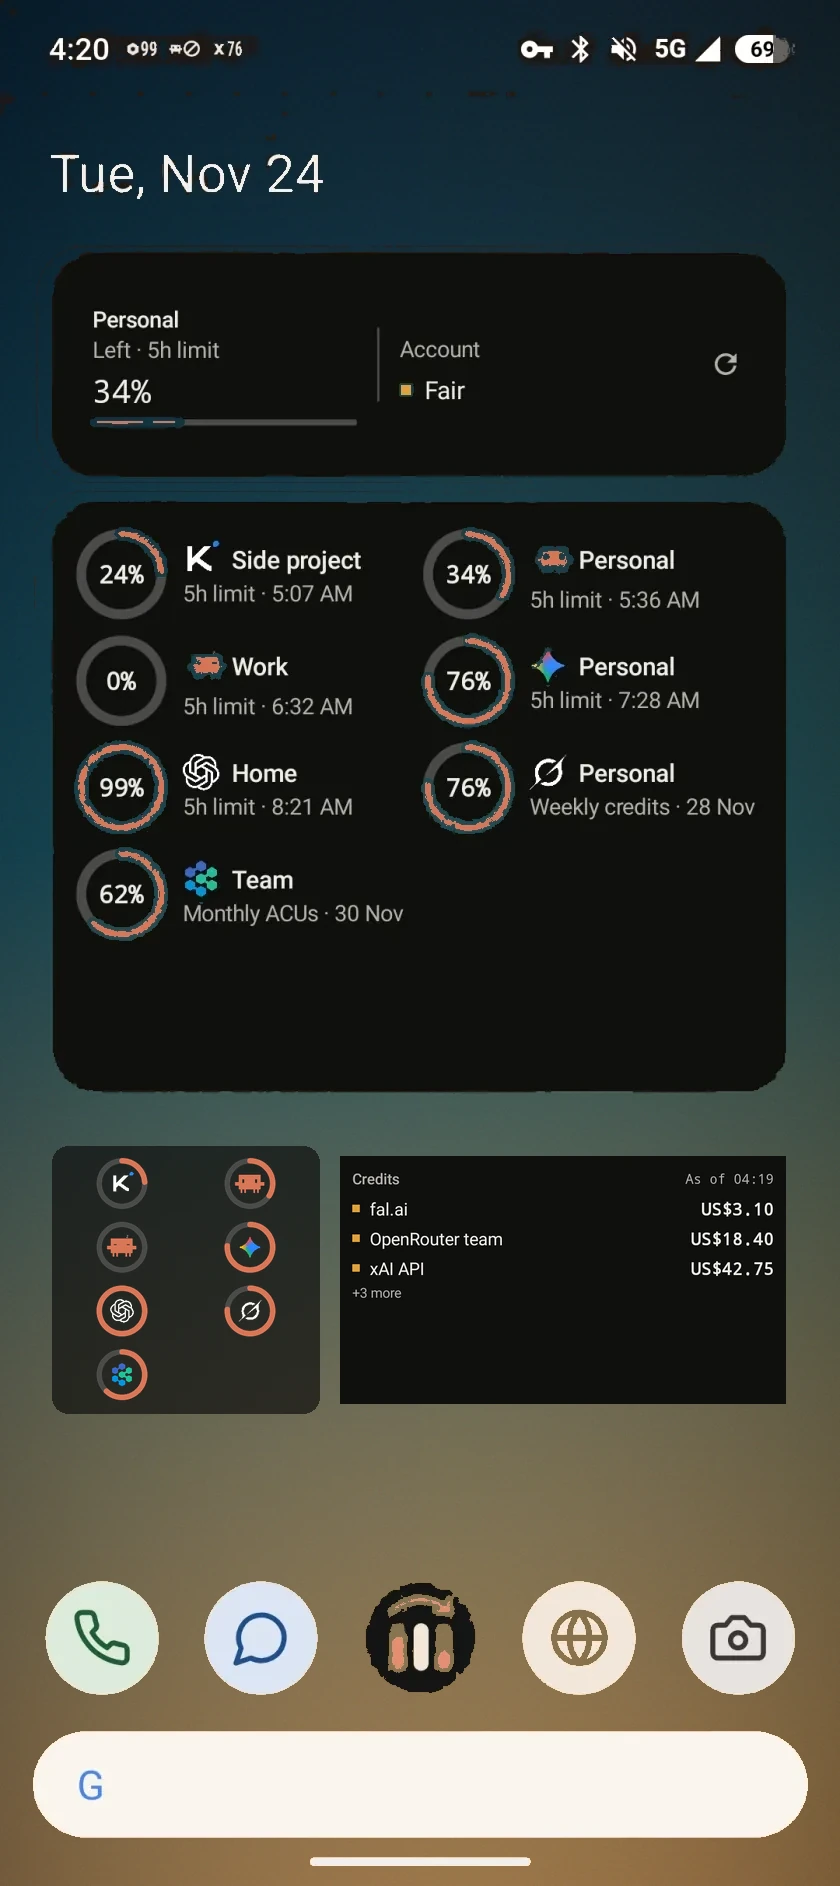 4:20 99 x 76 5G 69
Tue, Nov 24
Personal
Left · 5h limit
34%
Account
Fair
24% Side project
5h limit · 5:07 AM
34% Personal
5h limit · 5:36 AM
0% Work
5h limit · 6:32 AM
76% Personal
5h limit · 7:28 AM
99% Home
5h limit · 8:21 AM
76% Personal
Weekly credits · 28 Nov
62% Team
Monthly ACUs · 30 Nov
Credits As of 04:19
fal.ai US$3.10
OpenRouter team US$18.40
xAI API US$42.75
+3 more
G